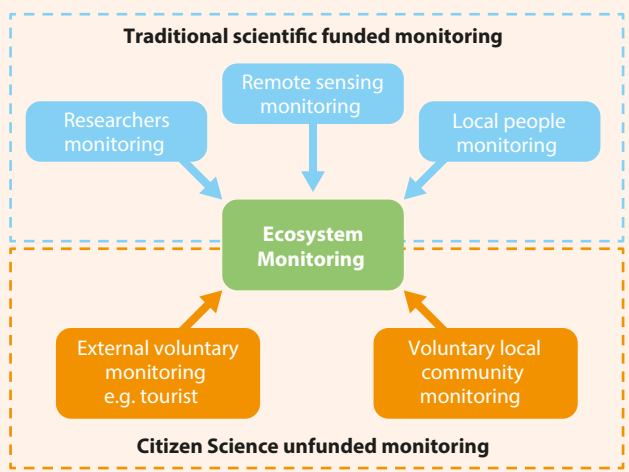 Traditional scientific funded monitoring
Remote sensing
monitoring
Researchers
monitoring
Local people
monitoring
Ecosystem
Monitoring
External voluntary
monitoring
e.g. tourist
Voluntary local
community
monitoring
Citizen Science unfunded monitoring